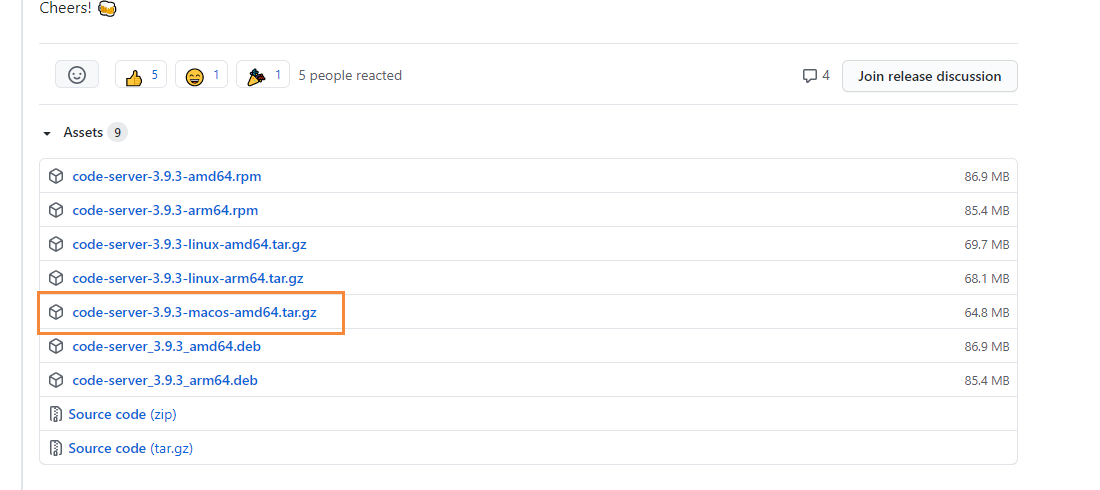 Cheers! 🍻
👍 5 😄 1 🎉 1 5 people reacted 4 Join release discussion
Assets 9
code-server-3.9.3-amd64.rpm 86.9 MB
code-server-3.9.3-arm64.rpm 85.4 MB
code-server-3.9.3-linux-amd64.tar.gz 69.7 MB
code-server-3.9.3-linux-arm64.tar.gz 68.1 MB
code-server-3.9.3-macos-amd64.tar.gz 64.8 MB
code-server_3.9.3_amd64.deb 86.9 MB
code-server_3.9.3_arm64.deb 85.4 MB
Source code (zip)
Source code (tar.gz)